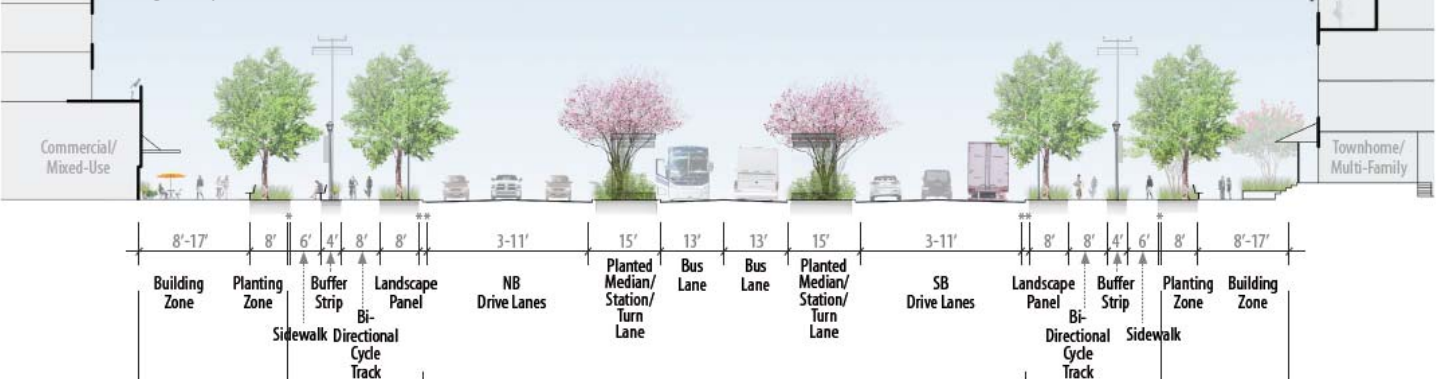 Commercial/
Mixed-Use
Townhome/
Multi-Family
* ** ** *
8'-17' 8' 6' 4' 8' 8' 3-11' 15' 13' 13' 15' 3-11' 8' 8' 4' 6' 8' 8'-17'
Building
Zone
Planting
Zone
Sidewalk
Buffer
Strip
Bi-
Directional
Cycle
Track
Landscape
Panel
NB
Drive Lanes
Planted
Median/
Station/
Turn
Lane
Bus
Lane
Bus
Lane
Planted
Median/
Station/
Turn
Lane
SB
Drive Lanes
Landscape
Panel
Bi-
Directional
Cycle
Track
Buffer
Strip
Sidewalk
Planting
Zone
Building
Zone